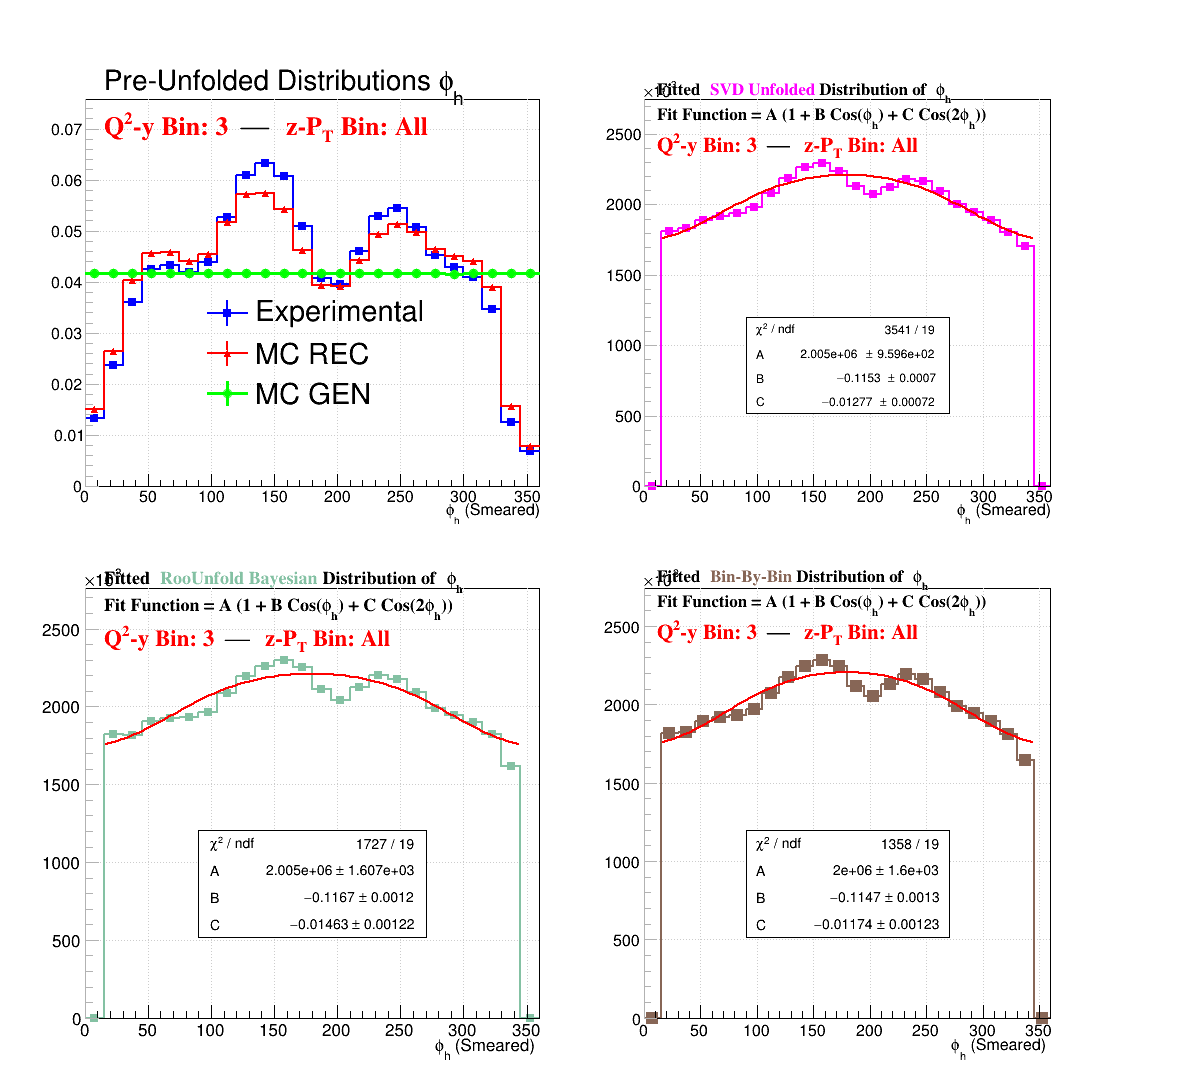 Pre-Unfolded Distributions ϕh
Q²-y Bin: 3 — z-PT Bin: All
0.07
0.06
0.05
0.04
0.03
0.02
0.01
0
Experimental
MC REC
MC GEN
0 50 100 150 200 250 300 350
ϕh (Smeared)
Fitted SVD Unfolded Distribution of ϕh
Fit Function = A (1 + B Cos(ϕh) + C Cos(2ϕh))
Q²-y Bin: 3 — z-PT Bin: All
2500
2000
1500
1000
500
0
χ² / ndf 3541 / 19
A 2.005e+06 ± 9.596e+02
B −0.1153 ± 0.0007
C −0.01277 ± 0.00072
0 50 100 150 200 250 300 350
ϕh (Smeared)
Fitted RooUnfold Bayesian Distribution of ϕh
Fit Function = A (1 + B Cos(ϕh) + C Cos(2ϕh))
Q²-y Bin: 3 — z-PT Bin: All
2500
2000
1500
1000
500
0
χ² / ndf 1727 / 19
A 2.005e+06 ± 1.607e+03
B −0.1167 ± 0.0012
C −0.01463 ± 0.00122
0 50 100 150 200 250 300 350
ϕh (Smeared)
Fitted Bin-By-Bin Distribution of ϕh
Fit Function = A (1 + B Cos(ϕh) + C Cos(2ϕh))
Q²-y Bin: 3 — z-PT Bin: All
2500
2000
1500
1000
500
0
χ² / ndf 1358 / 19
A 2e+06 ± 1.6e+03
B −0.1147 ± 0.0013
C −0.01174 ± 0.00123
0 50 100 150 200 250 300 350
ϕh (Smeared)